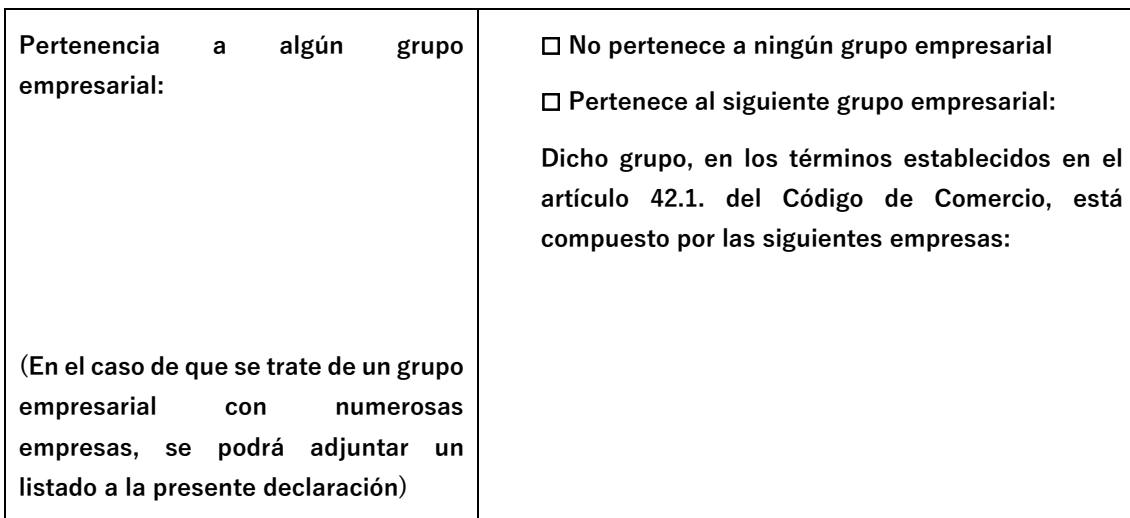 Pertenencia a algún grupo
empresarial:
(En el caso de que se trate de un grupo
empresarial con numerosas
empresas, se podrá adjuntar un
listado a la presente declaración)
☐ No pertenece a ningún grupo empresarial
☐ Pertenece al siguiente grupo empresarial:
Dicho grupo, en los términos establecidos en el
artículo 42.1. del Código de Comercio, está
compuesto por las siguientes empresas: